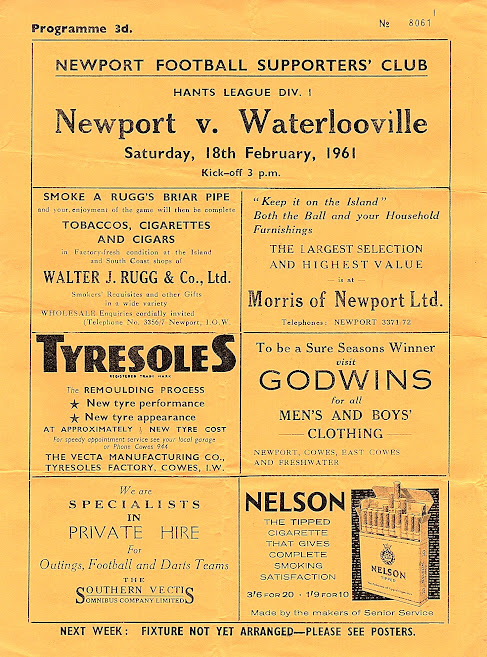 Programme 3d.
No 8061
NEWPORT FOOTBALL SUPPORTERS' CLUB
HANTS LEAGUE DIV. 1
Newport v. Waterlooville
Saturday, 18th February, 1961
Kick-off 3 p.m.
SMOKE A RUGG'S BRIAR PIPE
and your enjoyment of the game will then be complete
TOBACCOS, CIGARETTES
AND CIGARS
in Factory-fresh condition at the Island
and South Coast shops of
WALTER J. RUGG & Co., Ltd.
Smokers' Requisites and other Gifts
in a wide variety
WHOLESALE Enquiries cordially invited
(Telephone No. 3356/7 Newport, I.O.W.
"Keep it on the Island"
Both the Ball and your Household
Furnishings
THE LARGEST SELECTION
AND HIGHEST VALUE
— is at —
Morris of Newport Ltd.
Telephones: NEWPORT 3371/72
TYRESOLES
REGISTERED TRADE MARK
The REMOULDING PROCESS
★ New tyre performance
★ New tyre appearance
AT APPROXIMATELY ½ NEW TYRE COST
For speedy appointment service see your local garage
or Phone Cowes 944
THE VECTA MANUFACTURING CO.,
TYRESOLES FACTORY, COWES, I.W.
To be a Sure Seasons Winner
visit
GODWINS
for all
MEN'S AND BOYS'
— CLOTHING —
NEWPORT, COWES, EAST COWES
AND FRESHWATER
We are
SPECIALISTS
IN
PRIVATE HIRE
For
Outings, Football and Darts Teams
THE
SOUTHERN VECTIS
OMNIBUS COMPANY LIMITED
NELSON
THE TIPPED
CIGARETTE
THAT GIVES
COMPLETE
SMOKING
SATISFACTION
3/6 FOR 20 · 1/9 FOR 10
NELSON
TIPPED
Made by the makers of Senior Service
NEXT WEEK: FIXTURE NOT YET ARRANGED—PLEASE SEE POSTERS.